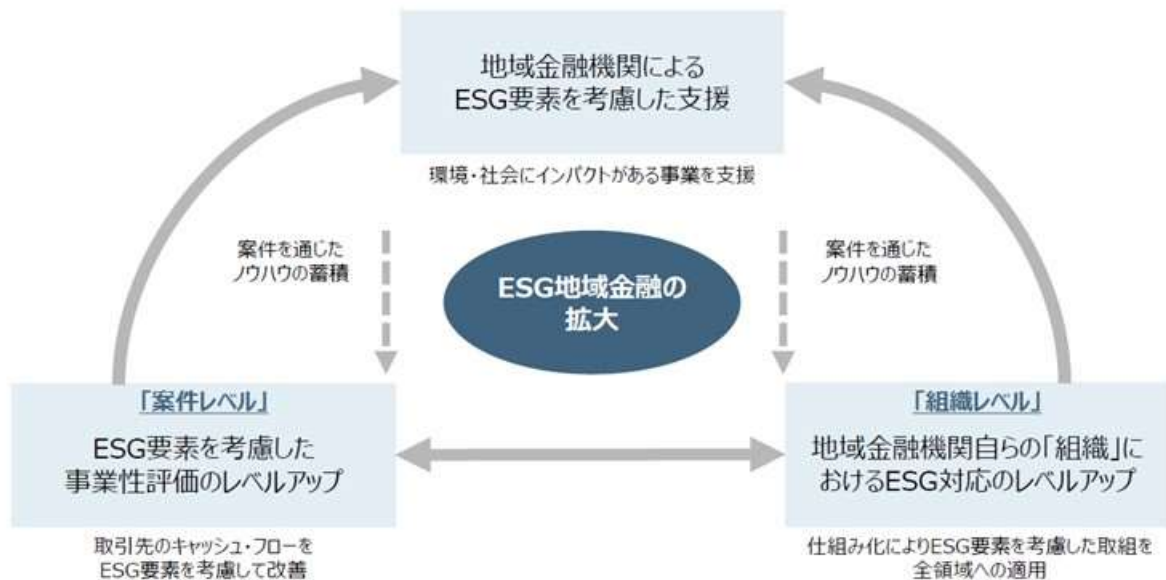 地域金融機関による
ESG要素を考慮した支援
環境・社会にインパクトがある事業を支援
案件を通じた
ノウハウの蓄積
ESG地域金融の
拡大
案件を通じた
ノウハウの蓄積
「案件レベル」
ESG要素を考慮した
事業性評価のレベルアップ
取引先のキャッシュ・フローを
ESG要素を考慮して改善
「組織レベル」
地域金融機関自らの「組織」に
おけるESG対応のレベルアップ
仕組み化によりESG要素を考慮した取組を
全領域への適用